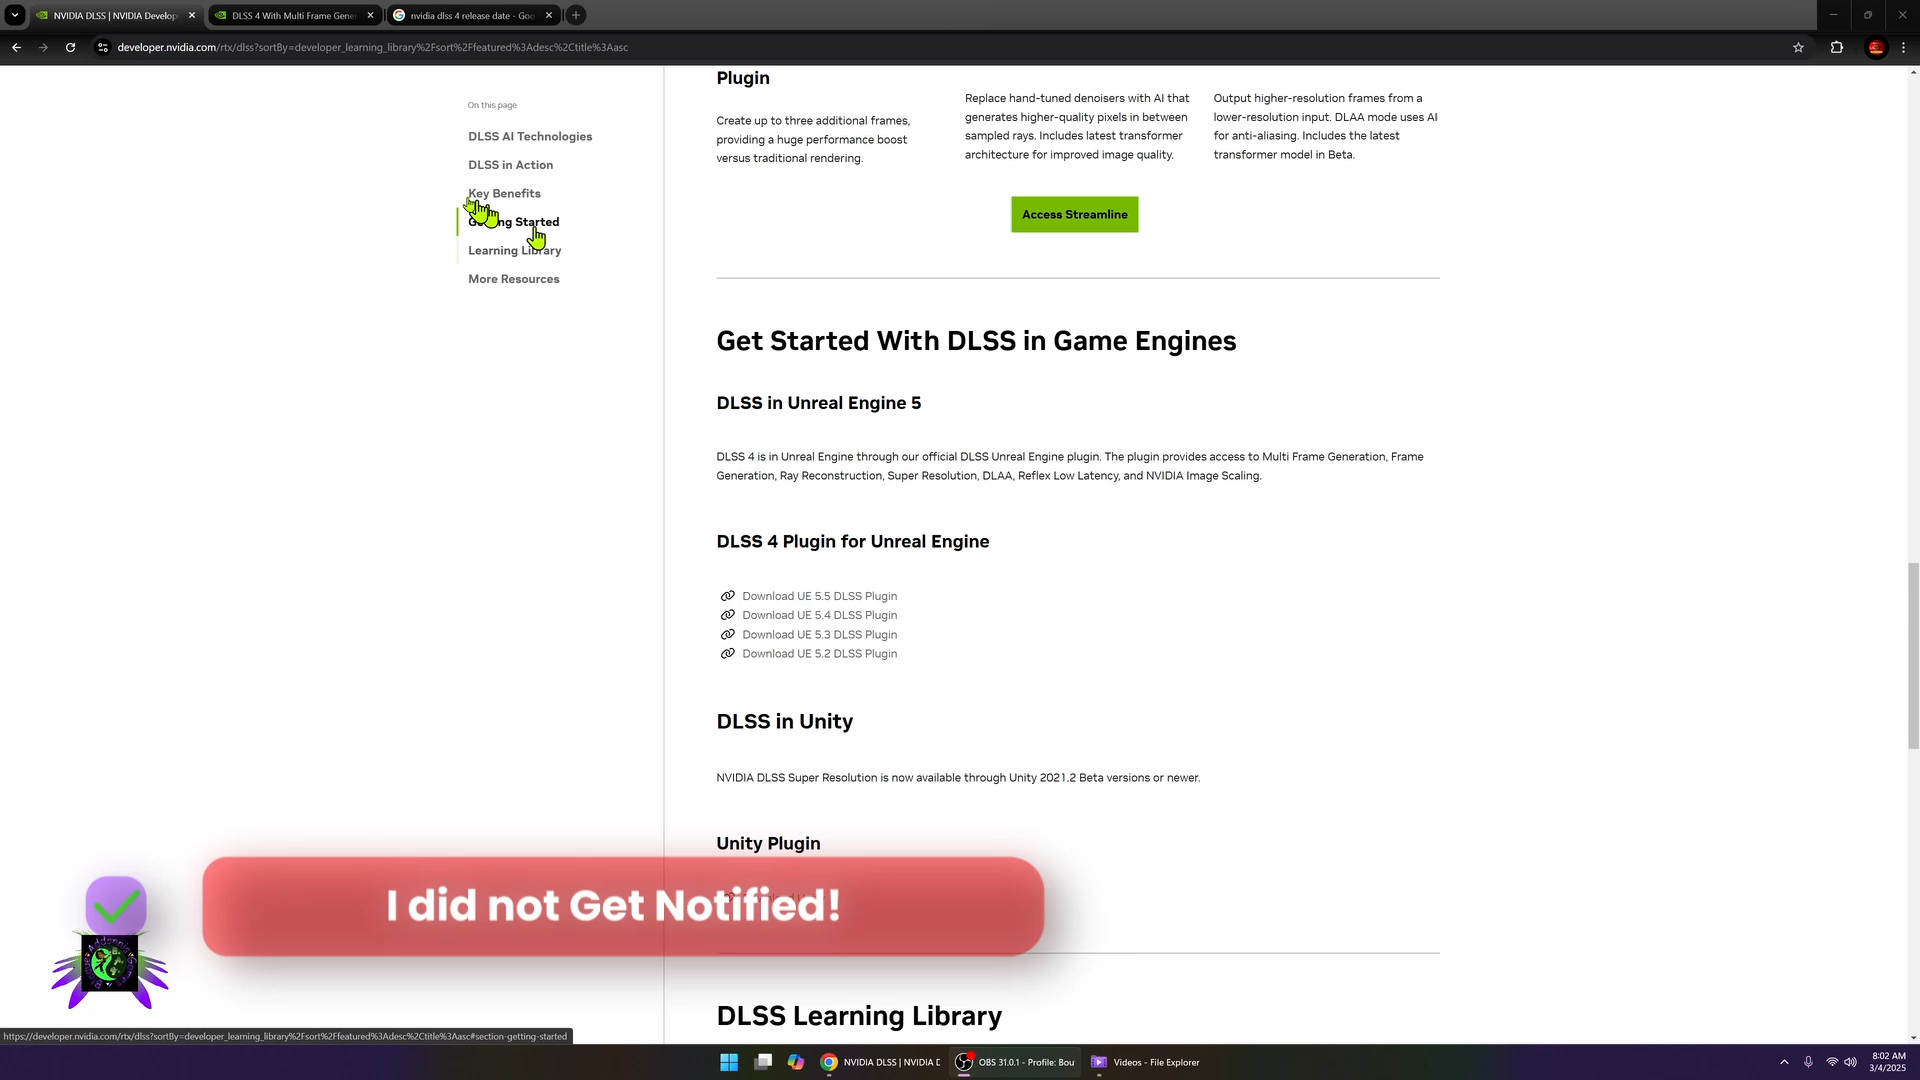 NVIDIA DLSS | NVIDIA Develop
DLSS 4 With Multi Frame Gene
nvidia dlss 4 release date - Goo
developer.nvidia.com/rtx/dlss?sortBy=developer_learning_library%2Fsort%2Ffeatured%3Adesc%2Ctitle%3Aasc
On this page
DLSS AI Technologies
DLSS in Action
Key Benefits
Getting Started
Learning Library
More Resources
Plugin
Create up to three additional frames,
providing a huge performance boost
versus traditional rendering.
Replace hand-tuned denoisers with AI that
generates higher-quality pixels in between
sampled rays. Includes latest transformer
architecture for improved image quality.
Output higher-resolution frames from a
lower-resolution input. DLAA mode uses AI
for anti-aliasing. Includes the latest
transformer model in Beta.
Access Streamline
Get Started With DLSS in Game Engines
DLSS in Unreal Engine 5
DLSS 4 is in Unreal Engine through our official DLSS Unreal Engine plugin. The plugin provides access to Multi Frame Generation, Frame
Generation, Ray Reconstruction, Super Resolution, DLAA, Reflex Low Latency, and NVIDIA Image Scaling.
DLSS 4 Plugin for Unreal Engine
Download UE 5.5 DLSS Plugin
Download UE 5.4 DLSS Plugin
Download UE 5.3 DLSS Plugin
Download UE 5.2 DLSS Plugin
DLSS in Unity
NVIDIA DLSS Super Resolution is now available through Unity 2021.2 Beta versions or newer.
Unity Plugin
I did not Get Notified!
DLSS Learning Library
https://developer.nvidia.com/rtx/dlss?sortBy=developer_learning_library%2Fsort%2Ffeatured%3Adesc%2Ctitle%3Aasc#section-getting-started
NVIDIA DLSS | NVIDIA D
OBS 31.0.1 - Profile: Bou
Videos - File Explorer
8:02 AM
3/4/2025